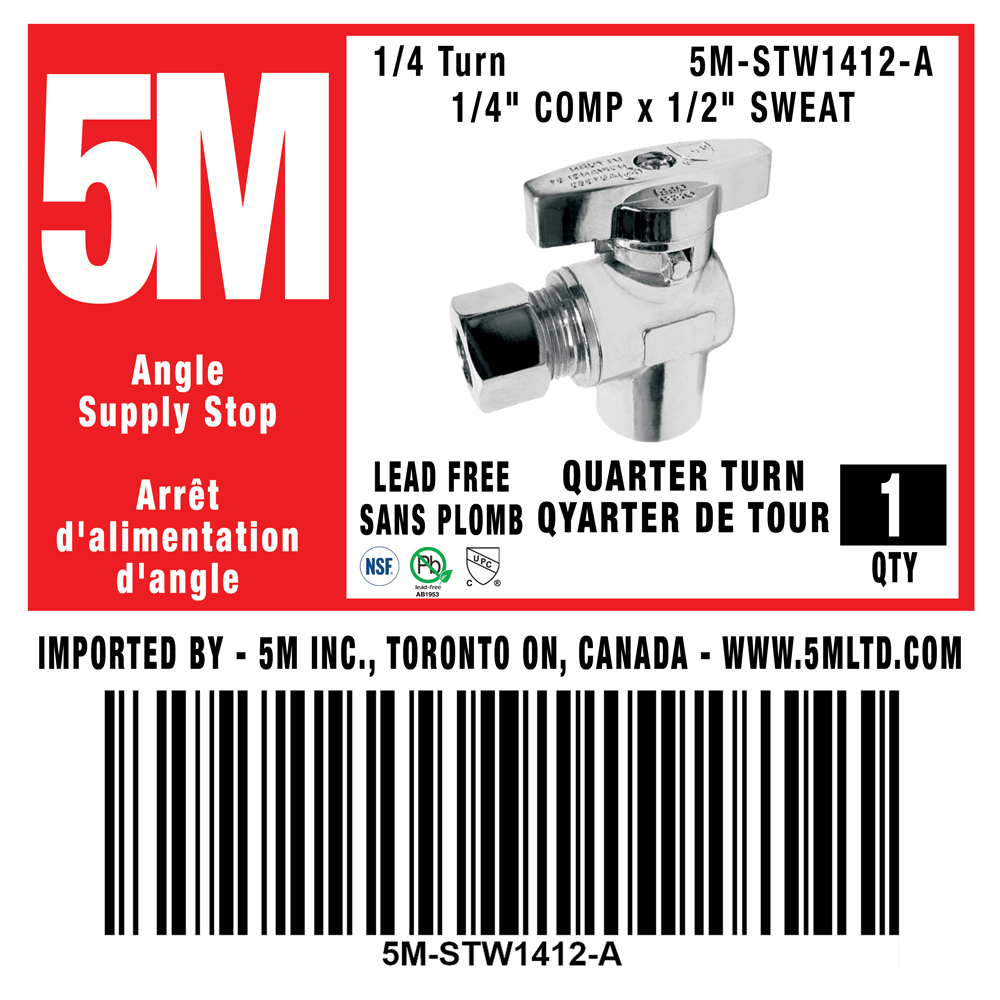 5M
Angle
Supply Stop
Arrêt
d'alimentation
d'angle
1/4 Turn 5M-STW1412-A
1/4" COMP x 1/2" SWEAT
LEAD FREE
SANS PLOMB
QUARTER TURN
QYARTER DE TOUR
1
QTY
NSF
Pb
lead-free
AB1953
UPC
C ®
IMPORTED BY - 5M INC., TORONTO ON, CANADA - WWW.5MLTD.COM
5M-STW1412-A